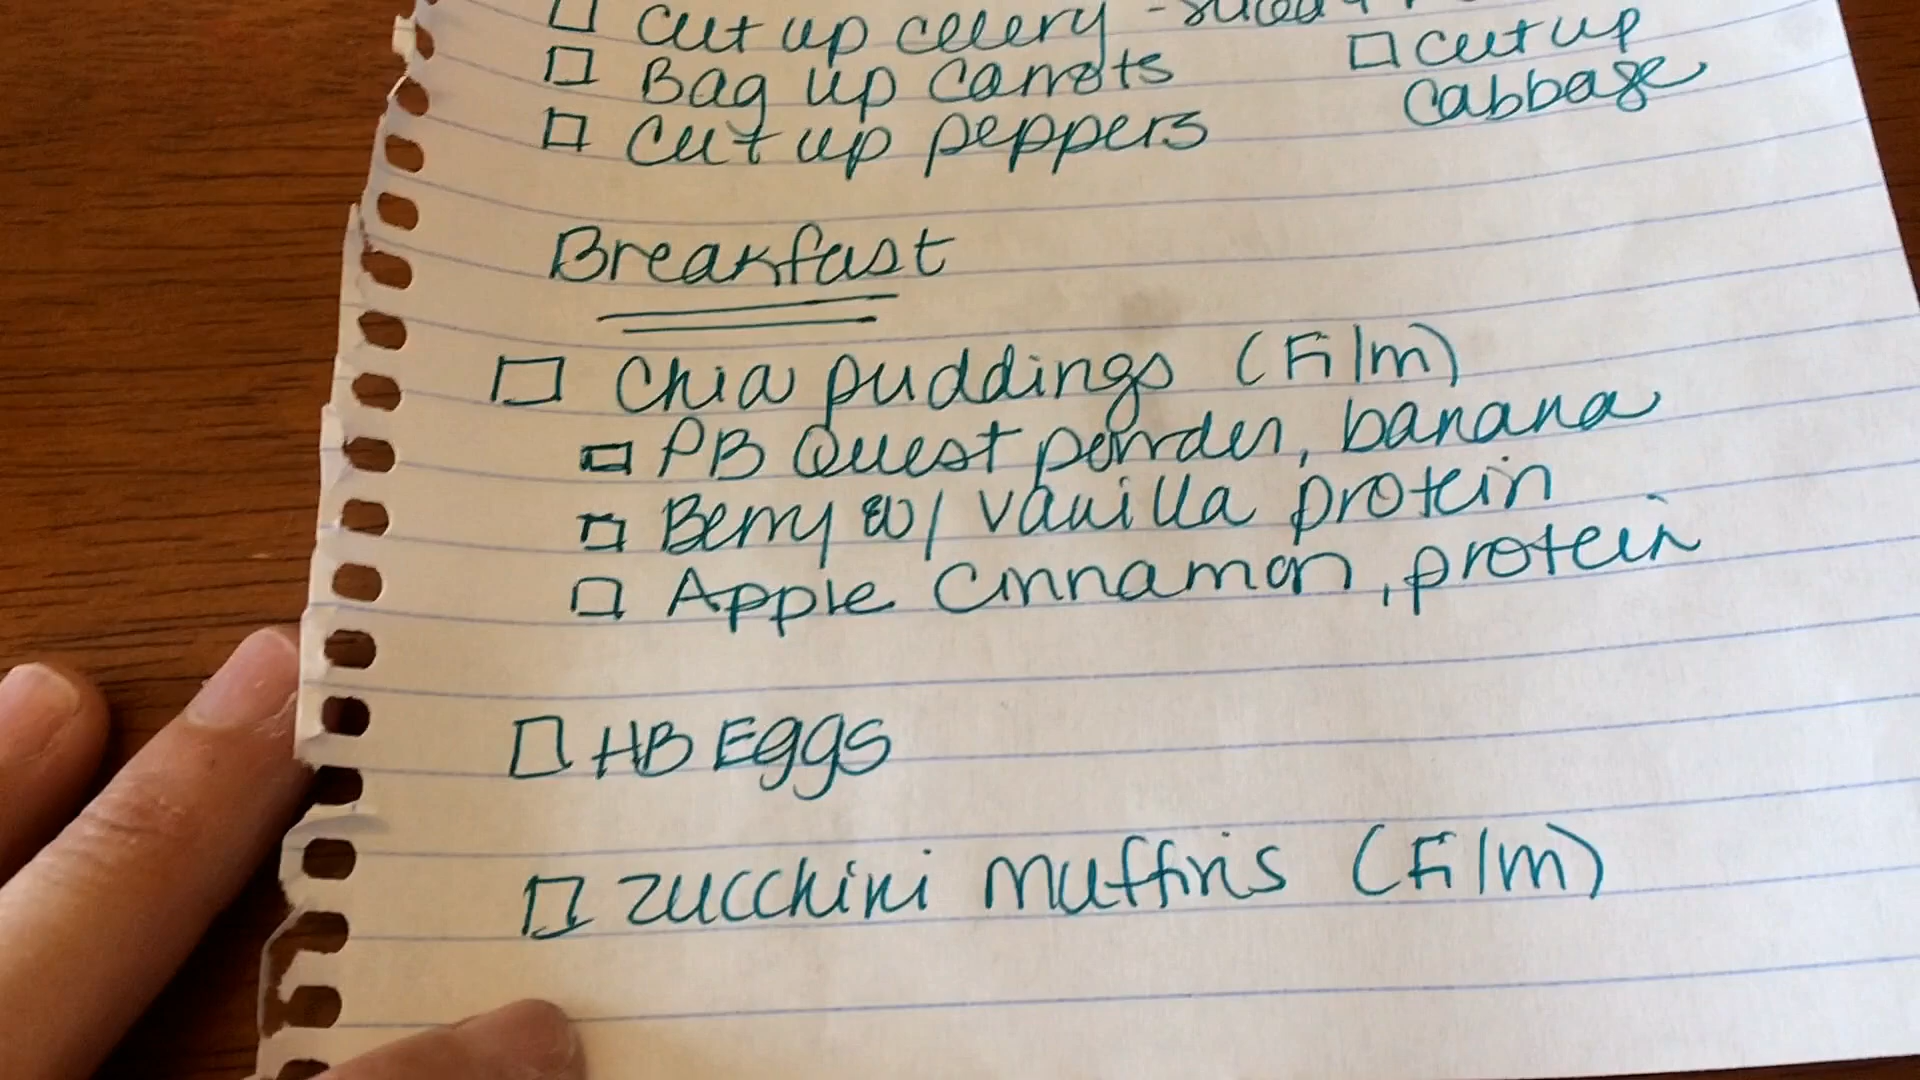 cut up celery - sliced
Bag up carrots
cut up
cabbage
cut up peppers
Breakfast
Chia puddings (Film)
PB Quest powder, banana
Berry w/ vanilla protein
Apple Cinnamon, protein
HB Eggs
Zucchini Muffins (Film)